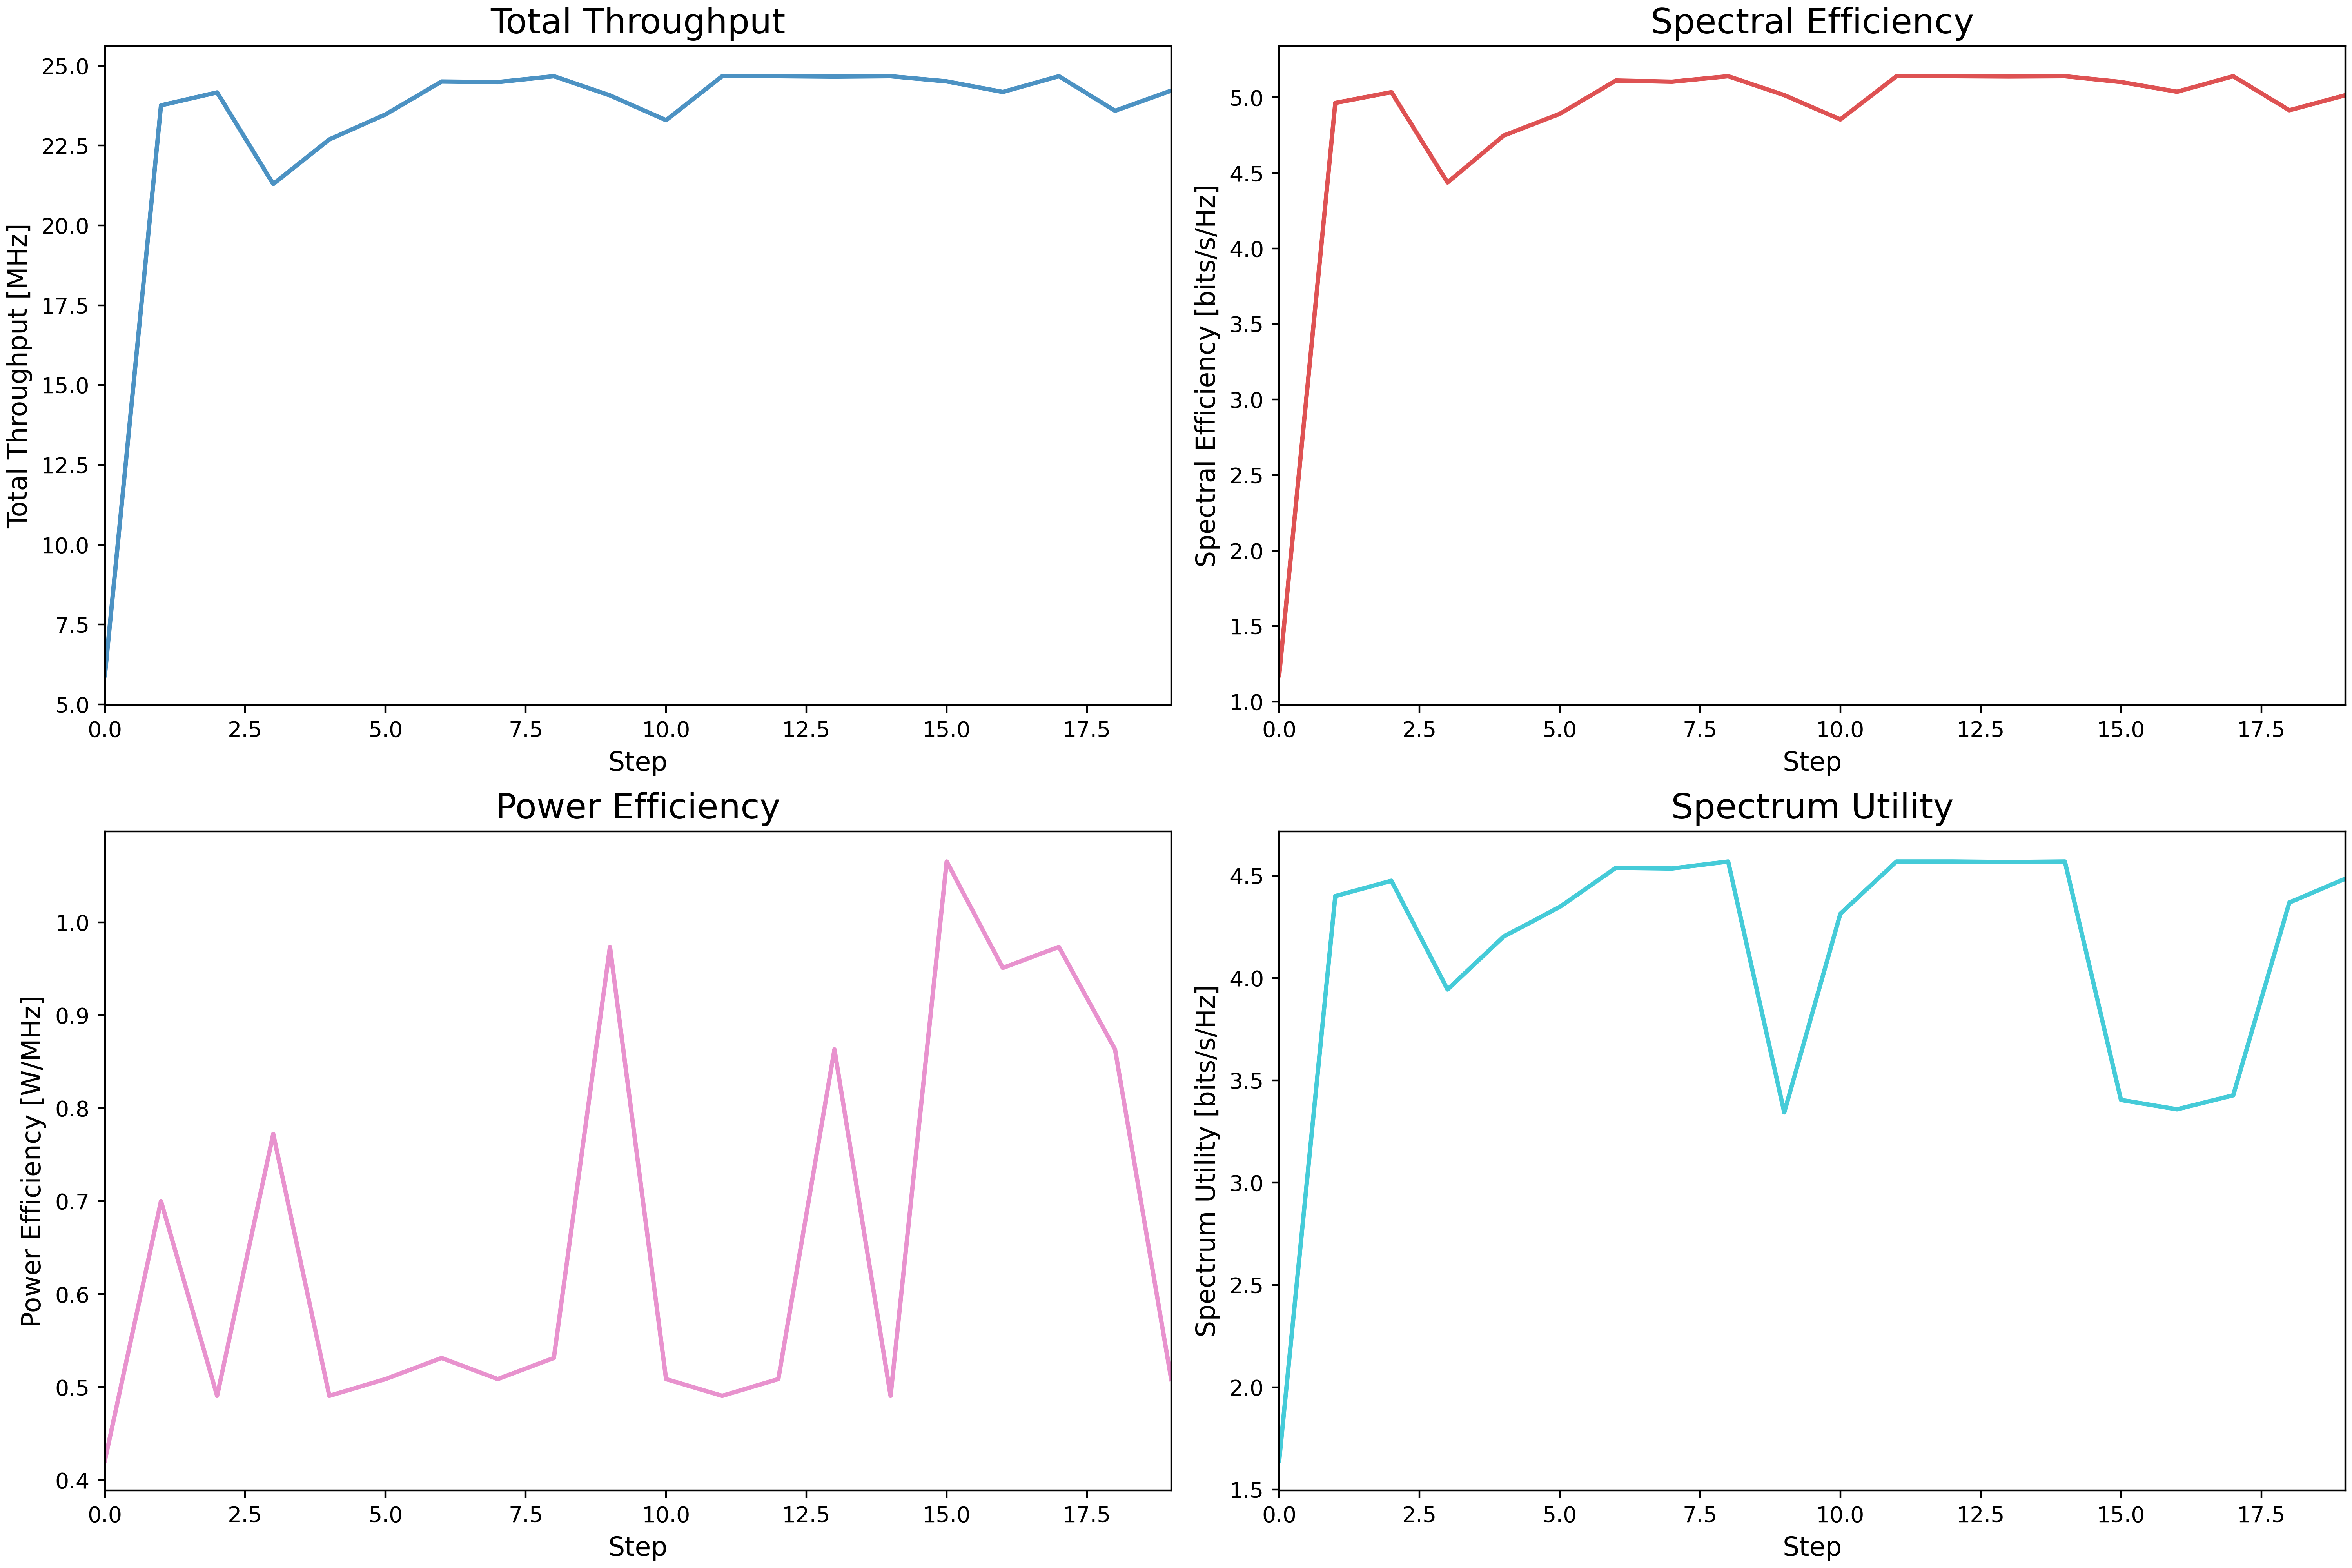 Total Throughput
Total Throughput [MHz]
25.0
22.5
20.0
17.5
15.0
12.5
10.0
7.5
5.0
0.0 2.5 5.0 7.5 10.0 12.5 15.0 17.5
Step
Spectral Efficiency
Spectral Efficiency [bits/s/Hz]
5.0
4.5
4.0
3.5
3.0
2.5
2.0
1.5
1.0
0.0 2.5 5.0 7.5 10.0 12.5 15.0 17.5
Step
Power Efficiency
Power Efficiency [W/MHz]
1.0
0.9
0.8
0.7
0.6
0.5
0.4
0.0 2.5 5.0 7.5 10.0 12.5 15.0 17.5
Step
Spectrum Utility
Spectrum Utility [bits/s/Hz]
4.5
4.0
3.5
3.0
2.5
2.0
1.5
0.0 2.5 5.0 7.5 10.0 12.5 15.0 17.5
Step